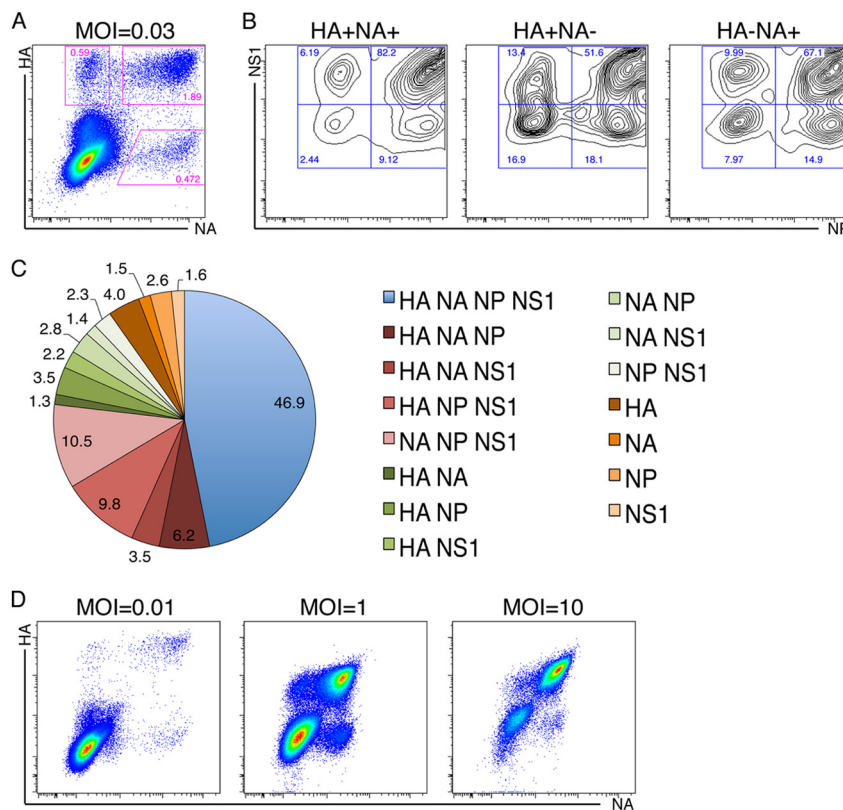 A
MOI=0.03
HA
0.59
1.89
0.472
NA
B
HA+NA+
HA+NA-
HA-NA+
NS1
6.19
82.2
2.44
9.12
13.4
51.6
16.9
18.1
9.99
67.1
7.97
14.9
C
46.9
6.2
3.5
9.8
10.5
1.3
3.5
2.2
2.8
1.4
2.3
4.0
1.5
2.6
1.6
HA NA NP NS1
HA NA NP
HA NA NS1
HA NP NS1
NA NP NS1
HA NA
HA NP
HA NS1
NA NP
NA NS1
NP NS1
HA
NA
NP
NS1
D
MOI=0.01
MOI=1
MOI=10
HA
NA